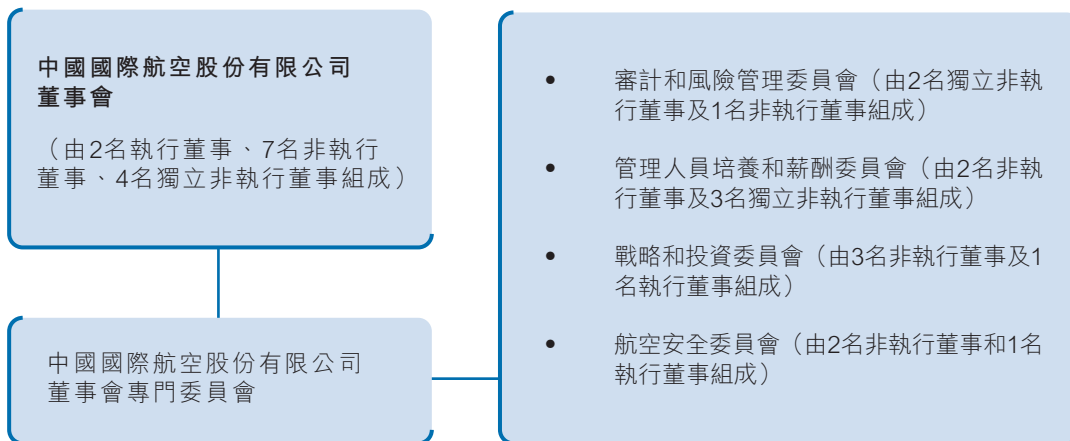 中國國際航空股份有限公司
董事會
（由2名執行董事、7名非執行
董事、4名獨立非執行董事組成）
中國國際航空股份有限公司
董事會專門委員會
• 審計和風險管理委員會（由2名獨立非執
行董事及1名非執行董事組成）
• 管理人員培養和薪酬委員會（由2名非執
行董事及3名獨立非執行董事組成）
• 戰略和投資委員會（由3名非執行董事及1
名執行董事組成）
• 航空安全委員會（由2名非執行董事和1名
執行董事組成）